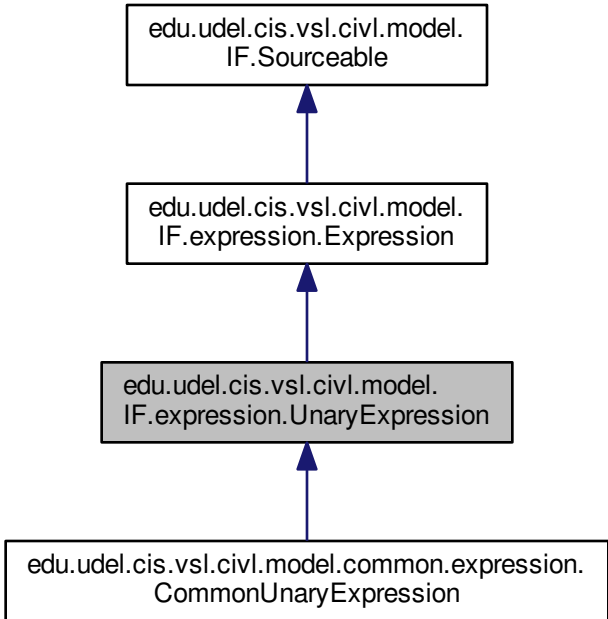 edu.udel.cis.vsl.civl.model.
IF.Sourceable
edu.udel.cis.vsl.civl.model.
IF.expression.Expression
edu.udel.cis.vsl.civl.model.
IF.expression.UnaryExpression
edu.udel.cis.vsl.civl.model.common.expression.
CommonUnaryExpression